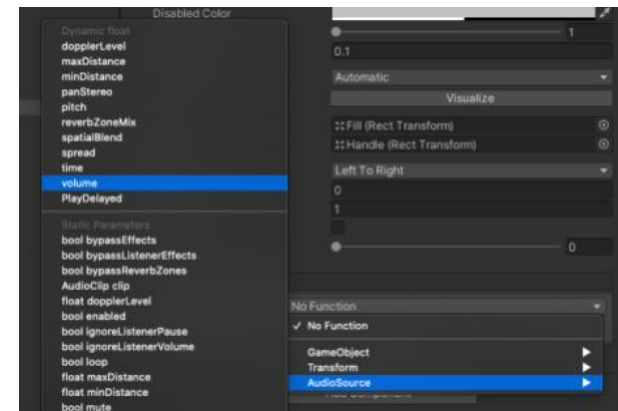 Disabled Color
Dynamic float
dopplerLevel
maxDistance
minDistance
panStereo
pitch
reverbZoneMix
spatialBlend
spread
time
volume
PlayDelayed
Static Parameters
bool bypassEffects
bool bypassListenerEffects
bool bypassReverbZones
AudioClip clip
float dopplerLevel
bool enabled
bool ignoreListenerPause
bool ignoreListenerVolume
bool loop
float maxDistance
float minDistance
bool mute
1
0.1
Automatic
Visualize
Fill (Rect Transform)
Handle (Rect Transform)
Left To Right
0
1
0
No Function
✓ No Function
GameObject
Transform
AudioSource
Add Component